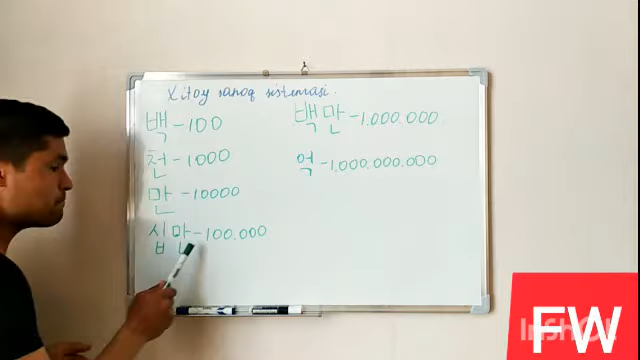 Xitoy sanoq sistemasi.
백 - 100
천 - 1000
만 - 10000
십만 - 100.000
백만 - 1.000.000
억 - 1.000.000.000
FW
InShOt